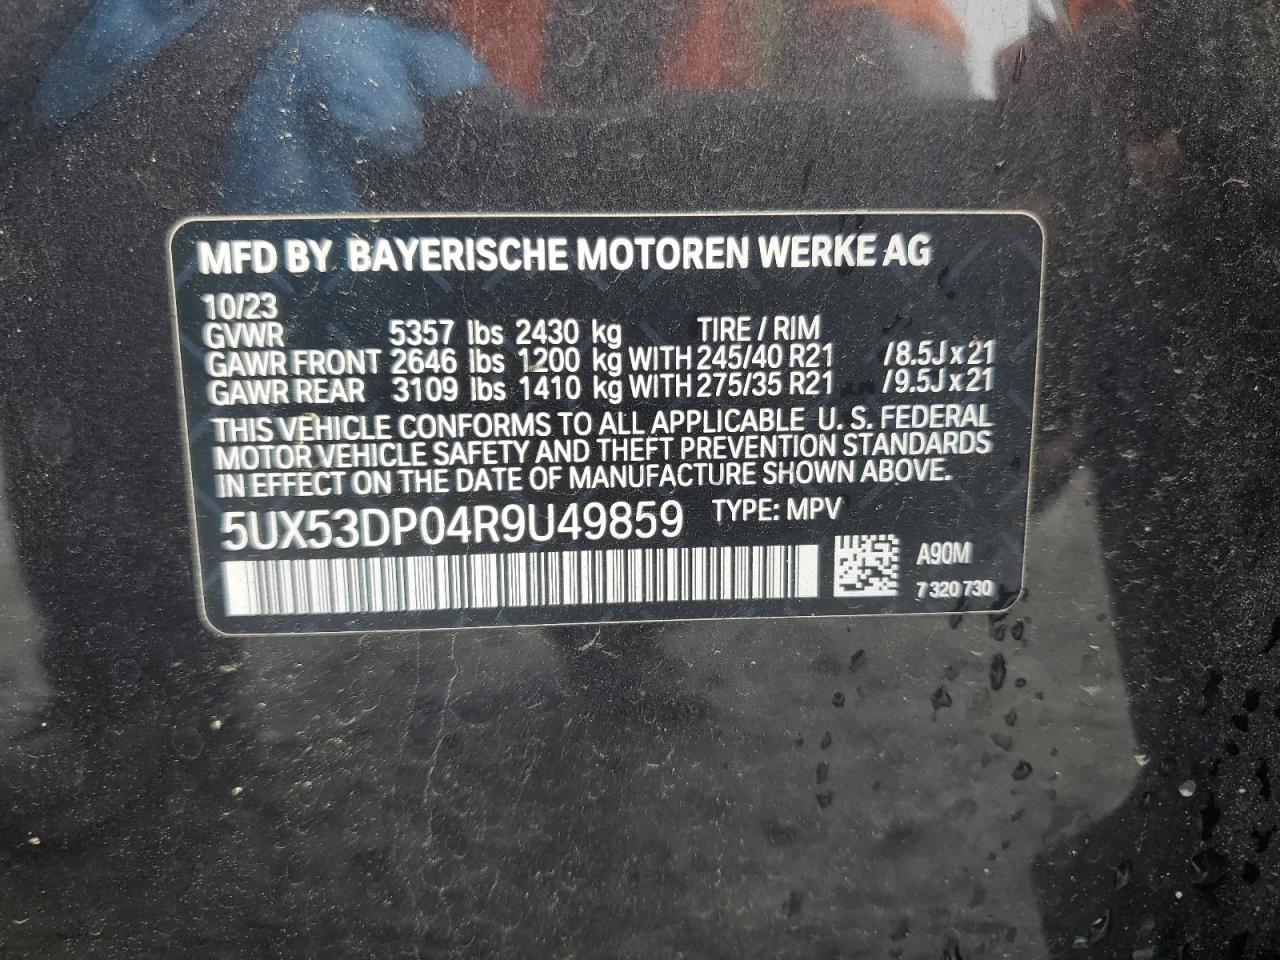 MFD BY BAYERISCHE MOTOREN WERKE AG
10/23
GVWR 5357 lbs 2430 kg TIRE / RIM
GAWR FRONT 2646 lbs 1200 kg WITH 245/40 R21 /8.5J x 21
GAWR REAR 3109 lbs 1410 kg WITH 275/35 R21 /9.5J x 21
THIS VEHICLE CONFORMS TO ALL APPLICABLE U. S. FEDERAL
MOTOR VEHICLE SAFETY AND THEFT PREVENTION STANDARDS
IN EFFECT ON THE DATE OF MANUFACTURE SHOWN ABOVE.
5UX53DP04R9U49859 TYPE: MPV
A90M
7 320 730